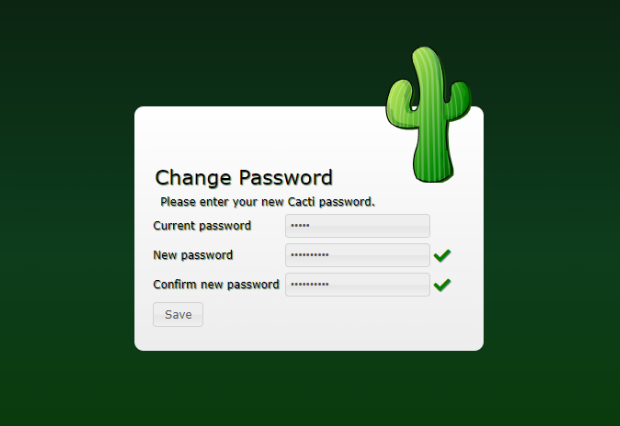 Change Password
Please enter your new Cacti password.
Current password •••••
New password ••••••••••
Confirm new password ••••••••••
Save